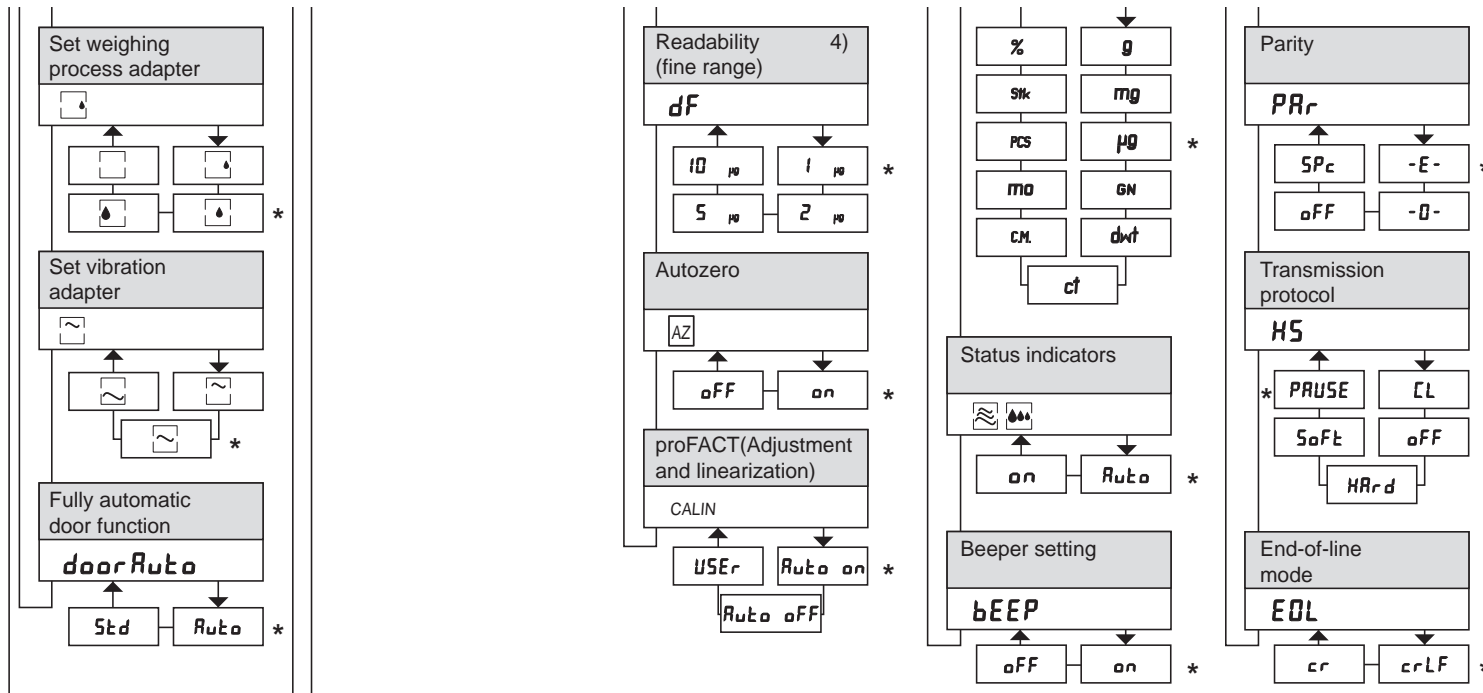 Set weighing
process adapter
*
Set vibration
adapter
*
Fully automatic
door function
doorAuto
Std Auto *
Readability 4)
(fine range)
dF
10 µg 1 µg *
5 µg 2 µg
Autozero
AZ
oFF on *
proFACT(Adjustment
and linearization)
CALIN
USEr Auto on *
Auto oFF
% g
Stk mg
PCS µg *
mo GN
C.M. dwt
ct
Status indicators
on Auto *
Beeper setting
bEEP
oFF on *
Parity
PAr
SPc -E- *
oFF -O-
Transmission
protocol
HS
* PAUSE CL
SoFt oFF
HArd
End-of-line
mode
EOL
cr crLF *